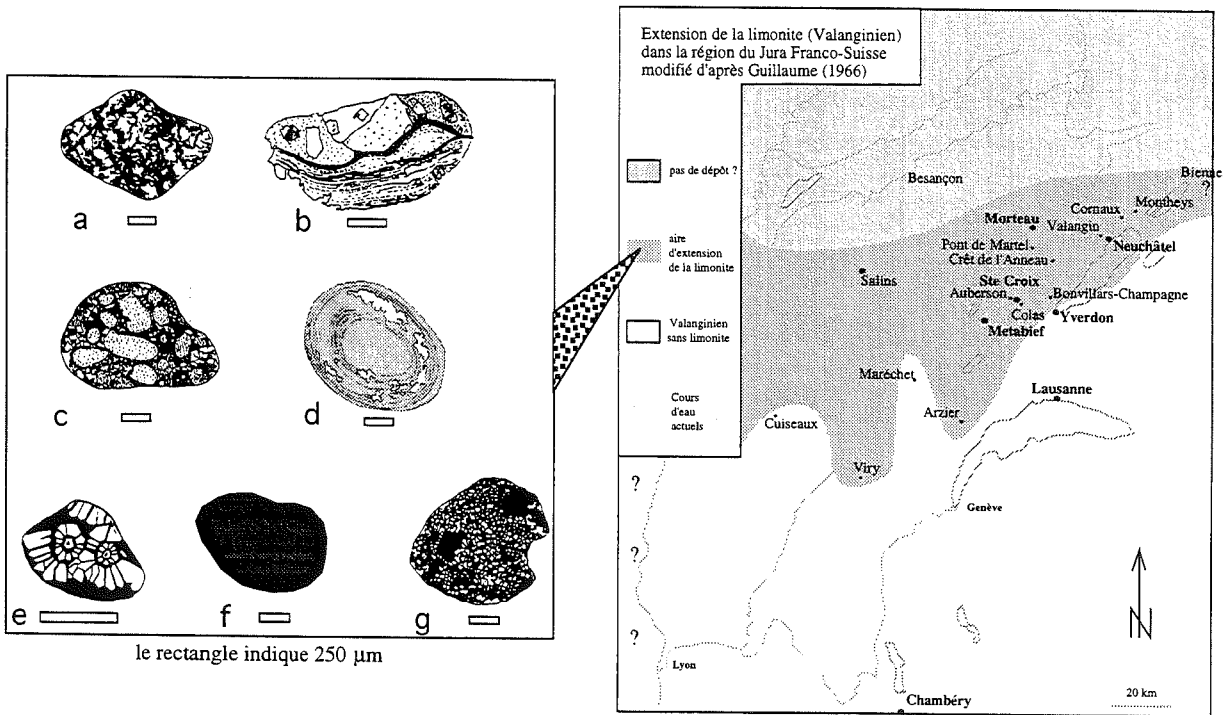 a
b
c
d
e
f
g
le rectangle indique 250 µm
Extension de la limonite (Valanginien)
dans la région du Jura Franco-Suisse
modifié d'après Guillaume (1966)
pas de dépôt ?
aire
d'extension
de la limonite
Valanginien
sans limonite
Cours
d'eau
actuels
Besançon
Bienne
?
Montheys
Cornaux
Morteau
Valangin
Neuchâtel
Pont de Martel
Crêt de l'Anneau
Salins
Ste Croix
Auberson
Bonvillars-Champagne
Colas
Yverdon
Metabief
Maréchet
Lausanne
Arzier
Cuiseaux
Viry
?
Genève
?
?
N
Lyon
Chambéry
20 km